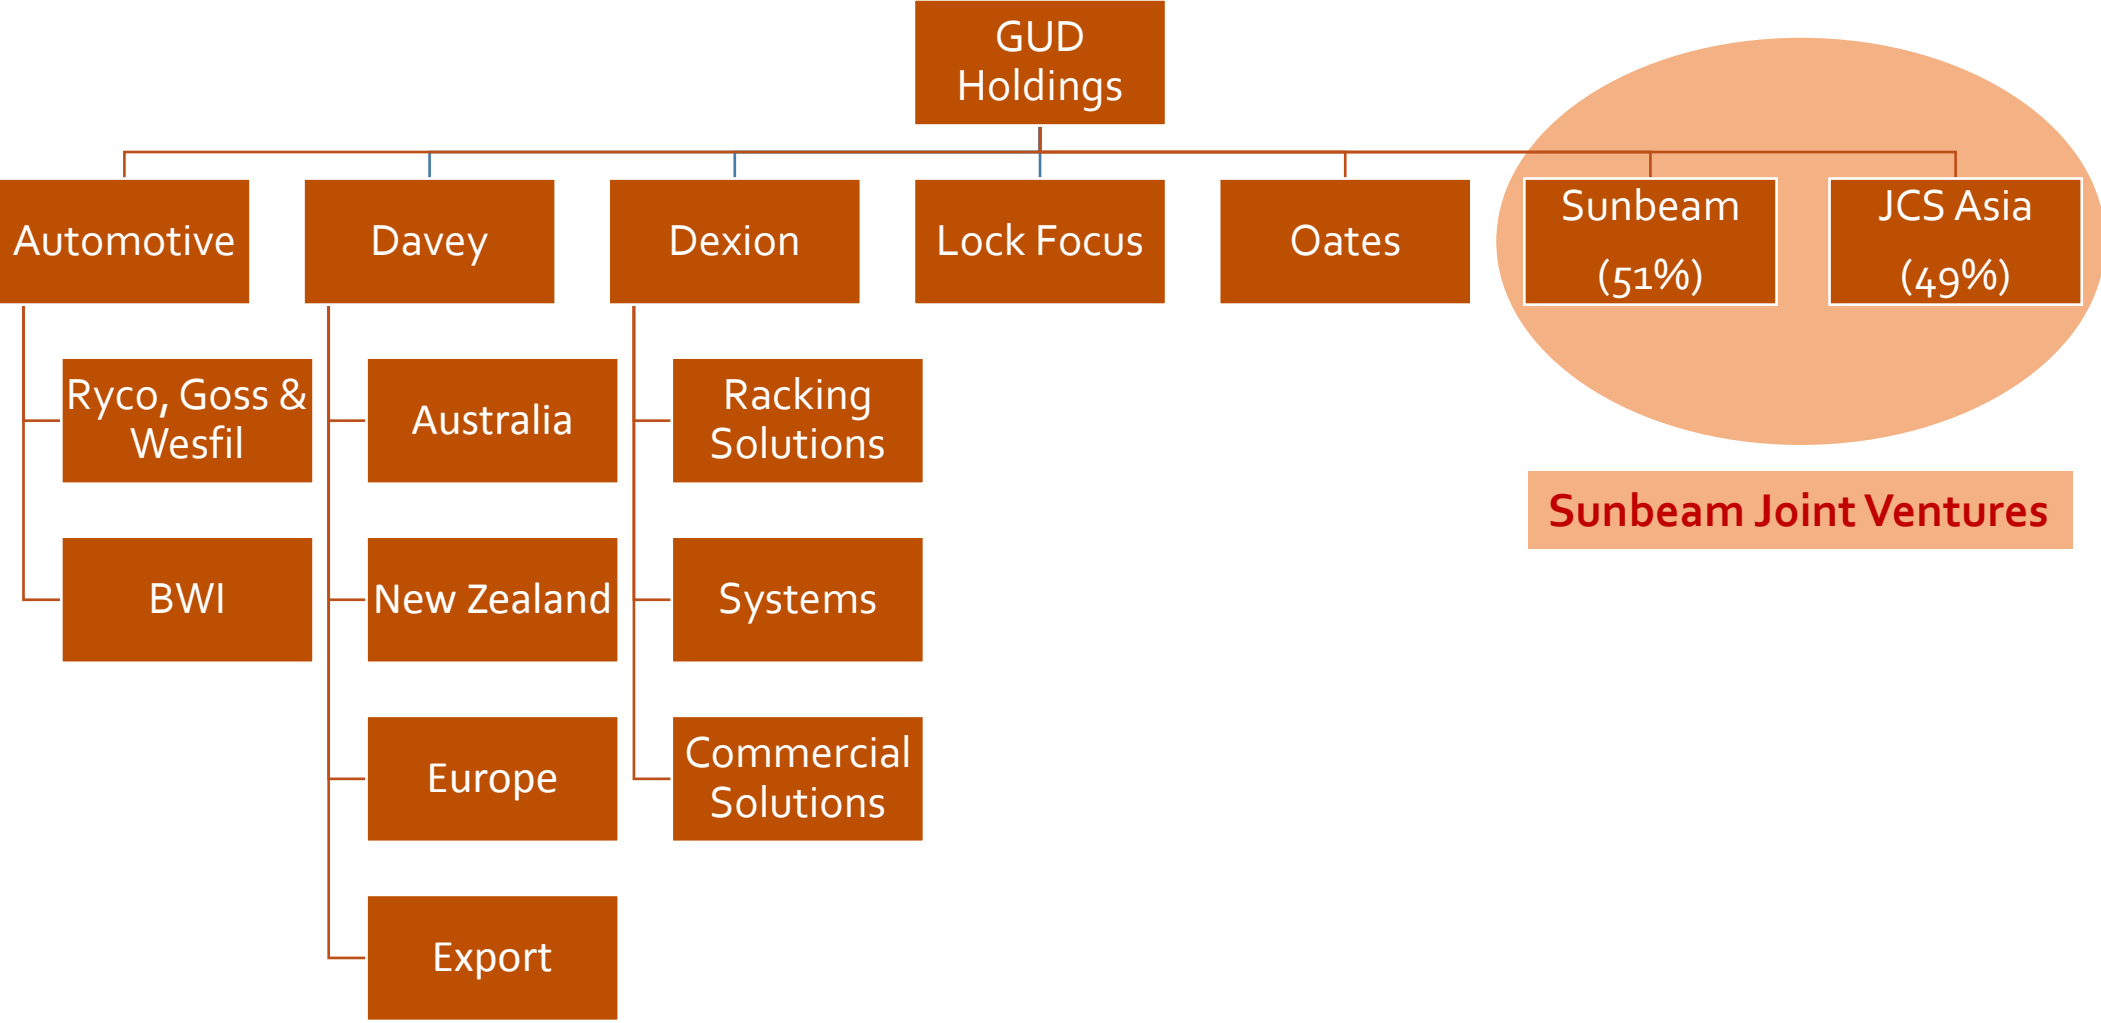 GUD
Holdings
Automotive
Davey
Dexion
Lock Focus
Oates
Sunbeam
(51%)
JCS Asia
(49%)
Ryco, Goss &
Wesfil
BWI
Australia
New Zealand
Europe
Export
Racking
Solutions
Systems
Commercial
Solutions
Sunbeam Joint Ventures